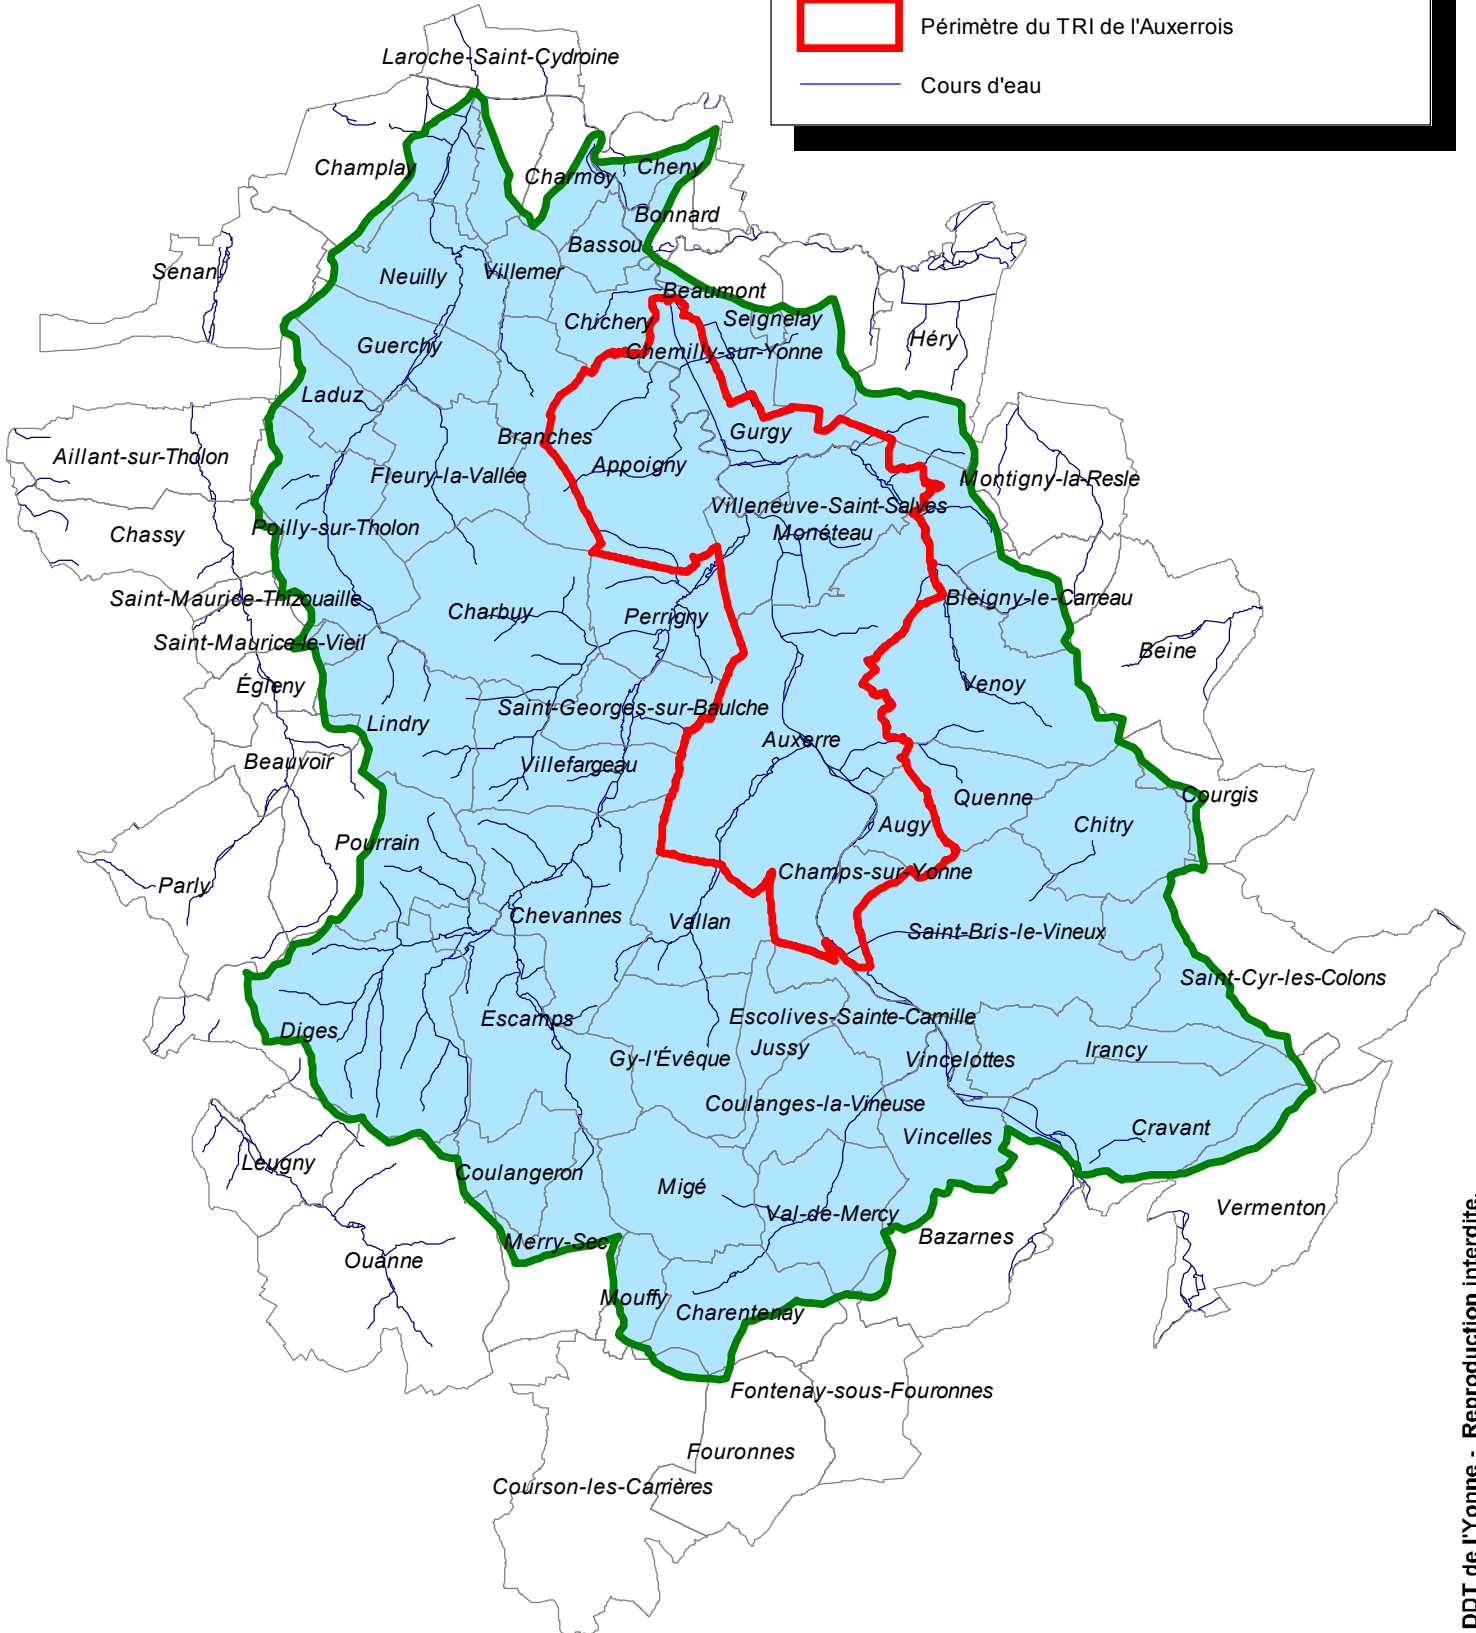 Périmètre du TRI de l'Auxerrois
Cours d'eau
Laroche-Saint-Cydroine
Champlay
Charmoy
Cheny
Bonnard
Bassou
Senan
Neuilly
Villemer
Beaumont
Chichery
Seignelay
Héry
Guerchy
Chemilly-sur-Yonne
Laduz
Branches
Gurgy
Aillant-sur-Tholon
Appoigny
Fleury-la-Vallée
Montigny-la-Resle
Villeneuve-Saint-Salves
Chassy
Poilly-sur-Tholon
Monéteau
Saint-Maurice-Thizouaille
Charbuy
Perrigny
Bleigny-le-Carreau
Saint-Maurice-le-Vieil
Beine
Égleny
Venoy
Saint-Georges-sur-Baulche
Lindry
Auxerre
Beauvoir
Villefargeau
Quenne
Courgis
Augy
Chitry
Pourrain
Champs-sur-Yonne
Parly
Chevannes
Vallan
Saint-Bris-le-Vineux
Saint-Cyr-les-Colons
Escamps
Escolives-Sainte-Camille
Diges
Jussy
Irancy
Gy-l'Évêque
Vincelottes
Coulanges-la-Vineuse
Cravant
Vincelles
Leugny
Coulangeron
Migé
Vermenton
Val-de-Mercy
Bazarnes
Merry-Sec
Ouanne
Mouffy
Charentenay
Fontenay-sous-Fouronnes
Fouronnes
Courson-les-Carrières
DDT de l'Yonne - Reproduction interdite.